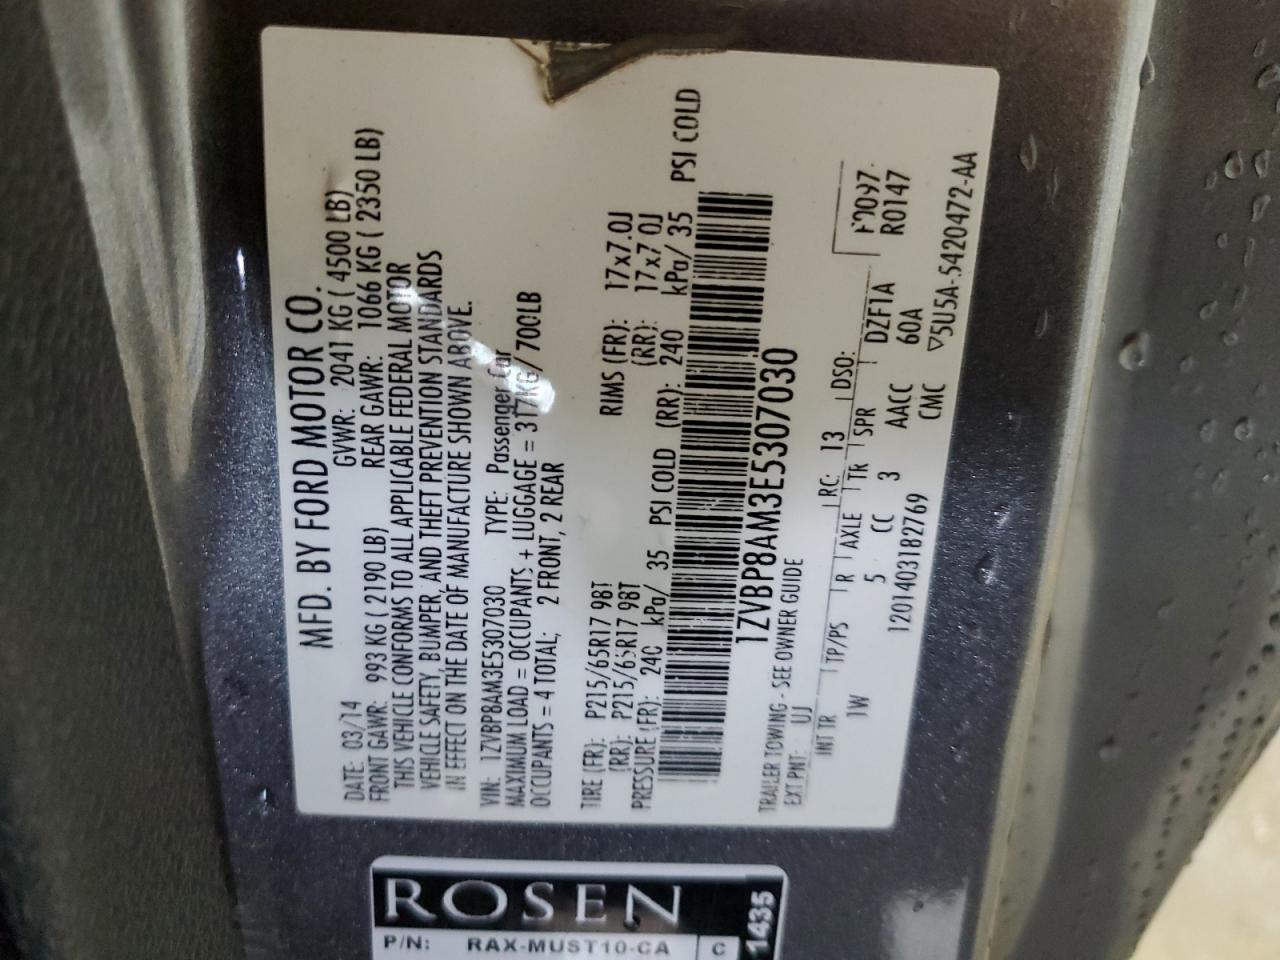 MFD. BY FORD MOTOR CO.
DATE: 03/14 GVWR: 2041 KG ( 4500 LB)
FRONT GAWR: 993 KG ( 2190 LB) REAR GAWR: 1066 KG ( 2350 LB)
THIS VEHICLE CONFORMS TO ALL APPLICABLE FEDERAL MOTOR
VEHICLE SAFETY, BUMPER, AND THEFT PREVENTION STANDARDS
IN EFFECT ON THE DATE OF MANUFACTURE SHOWN ABOVE.
VIN: 1ZVBP8AM3E5307030 TYPE: Passenger Car
MAXIMUM LOAD = OCCUPANTS + LUGGAGE = 317 KG/ 700LB
OCCUPANTS = 4 TOTAL; 2 FRONT, 2 REAR
TIRE (FR): P215/65R17 98T RIMS (FR): 17x7.0J
(RR): P215/65R17 98T (RR): 17x7.0J
PRESSURE (FR): 240 kPa/ 35 PSI COLD (RR): 240 kPa/ 35 PSI COLD
1ZVBP8AM3E5307030
TRAILER TOWING - SEE OWNER GUIDE
EXT PNT: UJ RC: 13 DSO:
INT TR TP/PS R AXLE TR SPR
1W 5 CC 3 AACC
DZF1A
60A
CMC
R0147
1201403182769
▽5U5A-5420472-AA
ROSEN
P/N: RAX-MUST10-CA C
1435